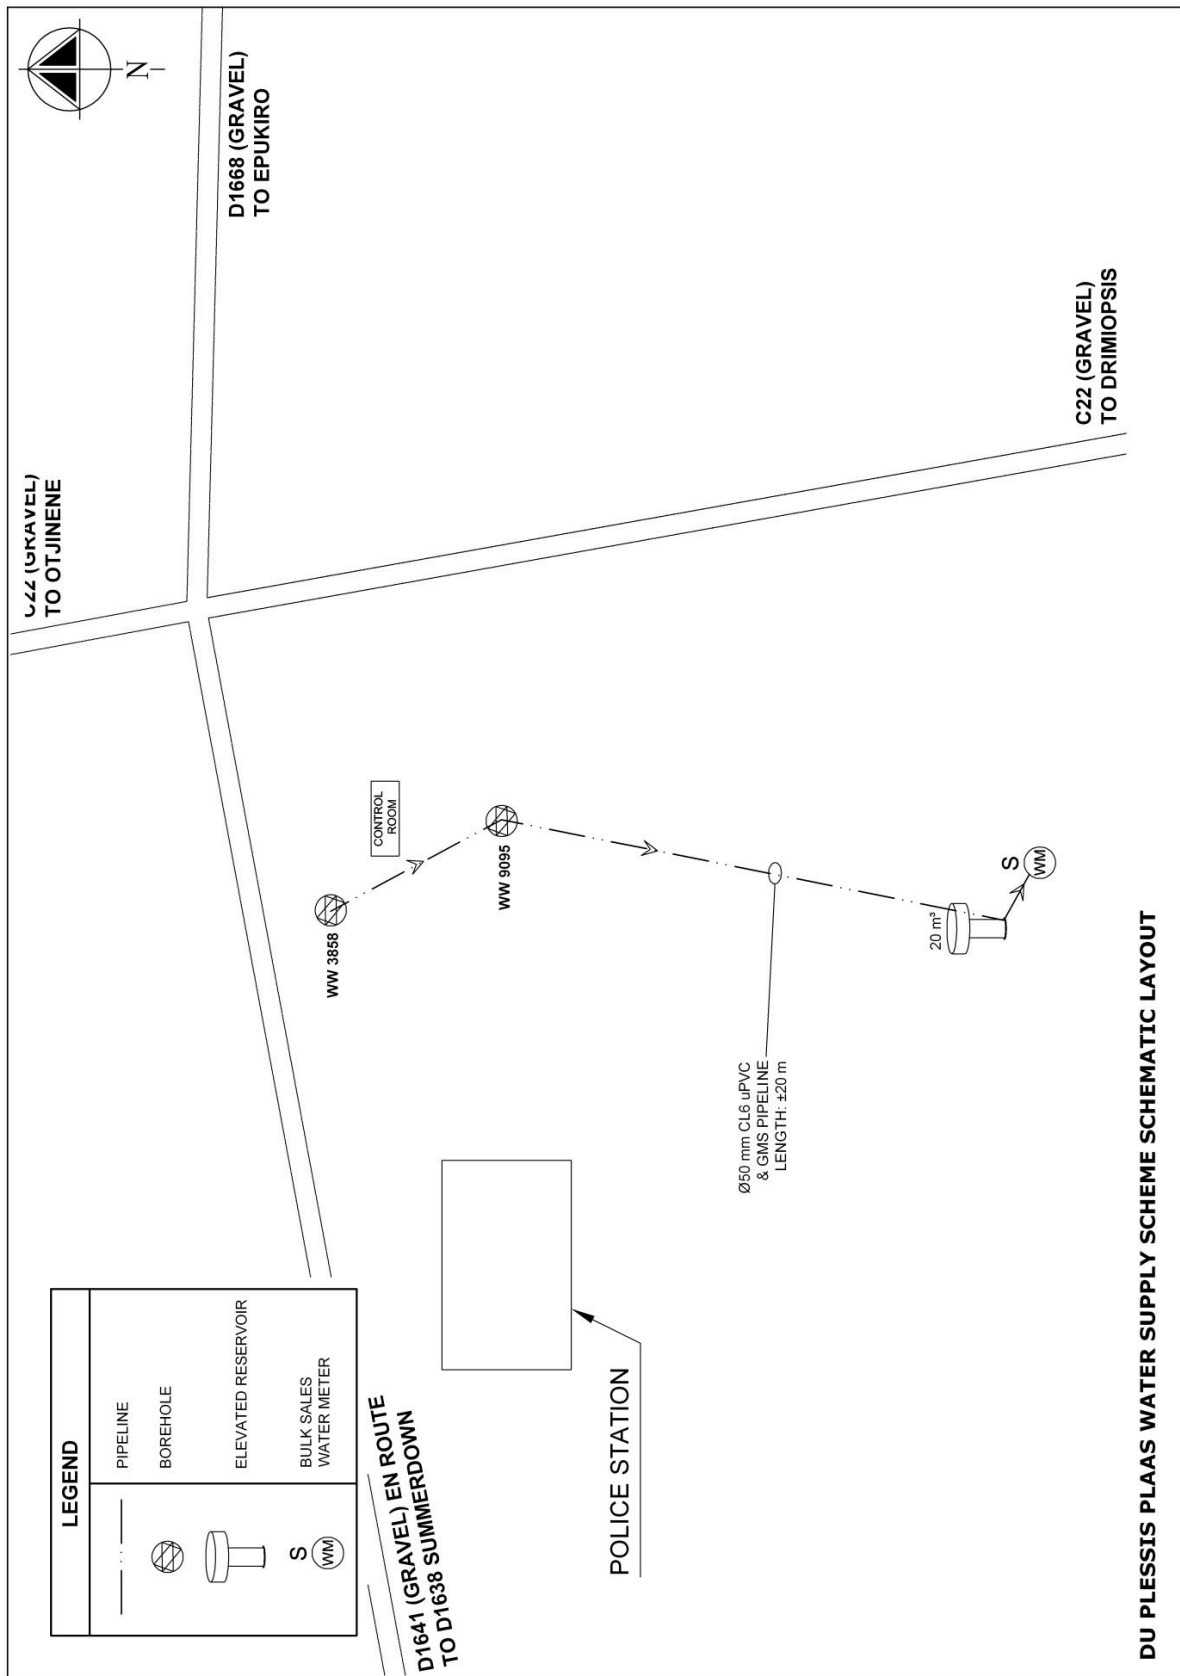 N
C22 (GRAVEL)
TO OTJINENE
D1668 (GRAVEL)
TO EPUKIRO
LEGEND
PIPELINE
BOREHOLE
ELEVATED RESERVOIR
S
WM
BULK SALES
WATER METER
D1641 (GRAVEL) EN ROUTE
TO D1638 SUMMERDOWN
CONTROL
ROOM
WW 3858
WW 9095
POLICE STATION
Ø50 mm CL6 uPVC
& GMS PIPELINE
LENGTH: ±20 m
20 m³
S
WM
C22 (GRAVEL)
TO DRIMIOPSIS
DU PLESSIS PLAAS WATER SUPPLY SCHEME SCHEMATIC LAYOUT